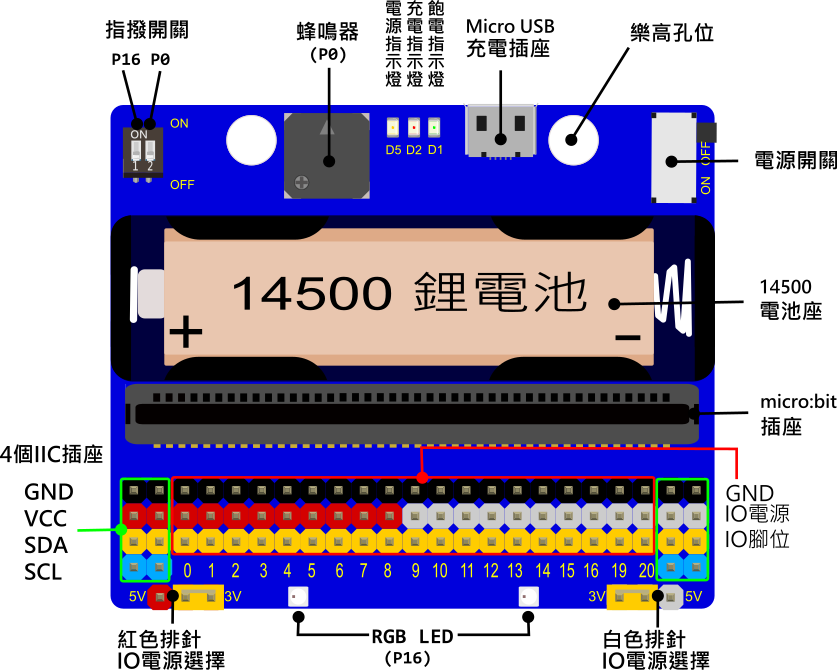 指撥開關
P16 P0
蜂鳴器
(P0)
電源指示燈
充電指示燈
飽電指示燈
Micro USB
充電插座
樂高孔位
ON
ON
1 2
OFF
D5 D2 D1
ON OFF
電源開關
14500 鋰電池
+
－
14500
電池座
micro:bit
插座
4個IIC插座
GND
VCC
SDA
SCL
GND
IO電源
IO腳位
0 1 2 3 4 5 6 7 8 9 10 11 12 13 14 15 16 19 20
5V
3V
3V
5V
紅色排針
IO電源選擇
RGB LED
(P16)
白色排針
IO電源選擇